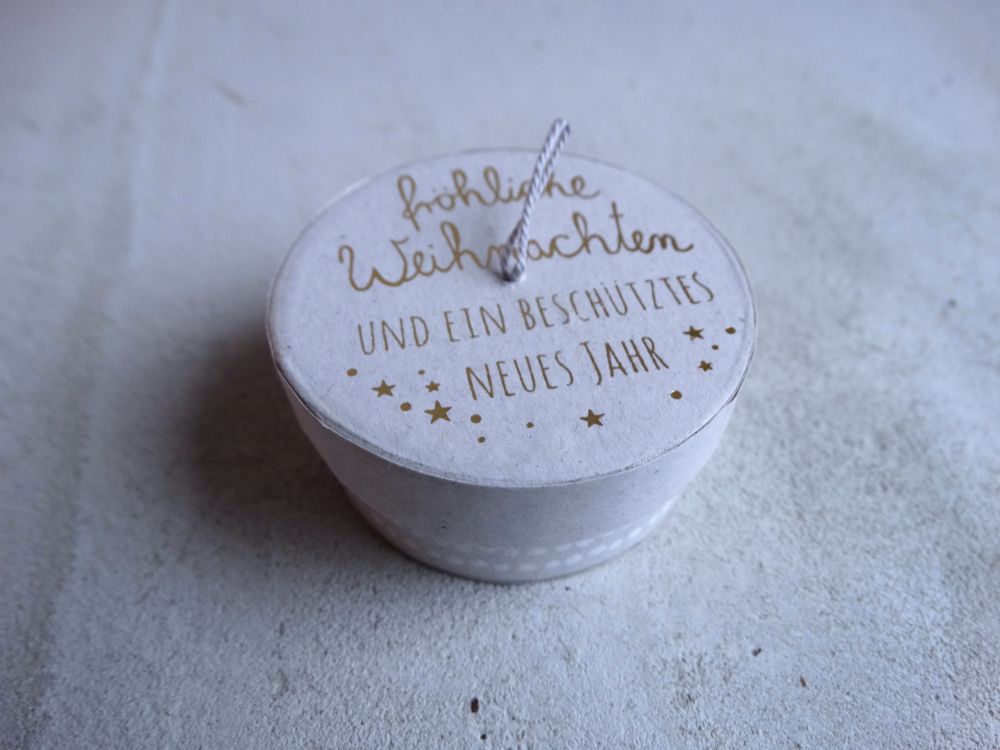 fröhliche
Weihnachten
UND EIN BESCHÜTZTES
NEUES JAHR